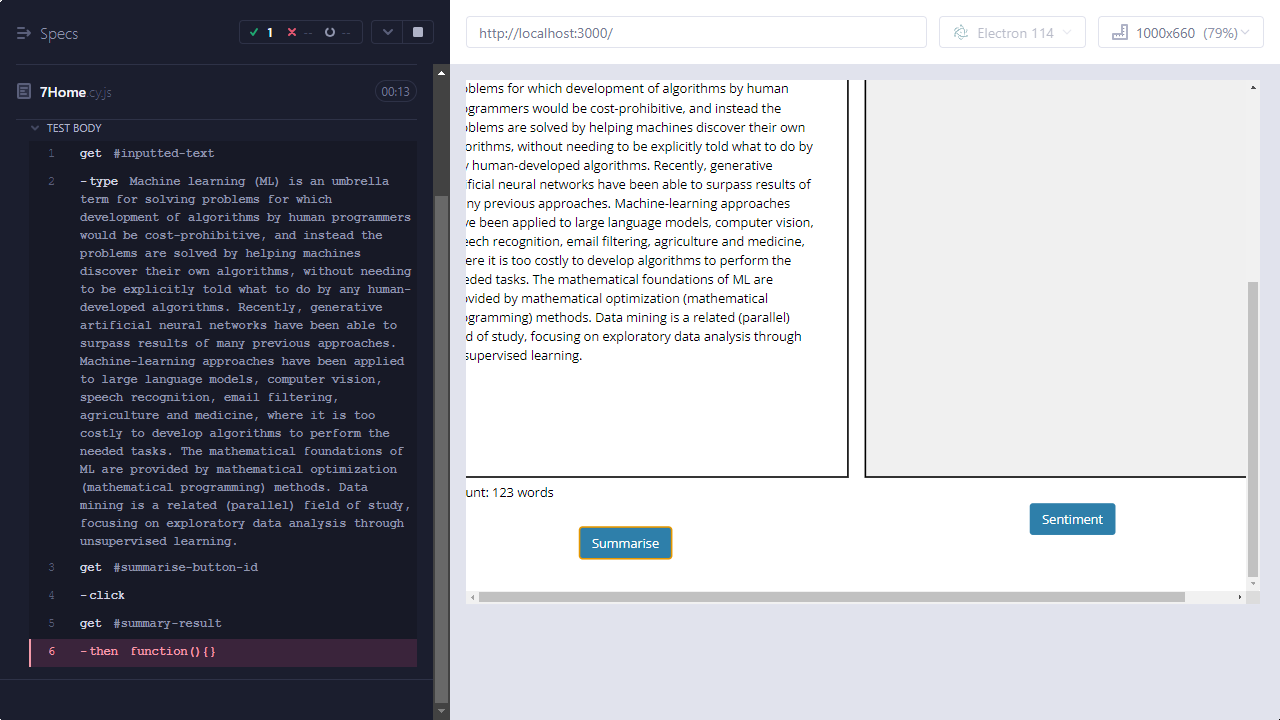 Specs
1 -- --
http://localhost:3000/
Electron 114
1000x660 (79%)
7Home.cy.js
00:13
TEST BODY
1 get #inputted-text
2 -type Machine learning (ML) is an umbrella
term for solving problems for which
development of algorithms by human programmers
would be cost-prohibitive, and instead the
problems are solved by helping machines
discover their own algorithms, without needing
to be explicitly told what to do by any human-
developed algorithms. Recently, generative
artificial neural networks have been able to
surpass results of many previous approaches.
Machine-learning approaches have been applied
to large language models, computer vision,
speech recognition, email filtering,
agriculture and medicine, where it is too
costly to develop algorithms to perform the
needed tasks. The mathematical foundations of
ML are provided by mathematical optimization
(mathematical programming) methods. Data
mining is a related (parallel) field of study,
focusing on exploratory data analysis through
unsupervised learning.
3 get #summarise-button-id
4 -click
5 get #summary-result
6 -then function(){}
oblems for which development of algorithms by human
ogrammers would be cost-prohibitive, and instead the
oblems are solved by helping machines discover their own
orithms, without needing to be explicitly told what to do by
y human-developed algorithms. Recently, generative
ificial neural networks have been able to surpass results of
ny previous approaches. Machine-learning approaches
ve been applied to large language models, computer vision,
eech recognition, email filtering, agriculture and medicine,
ere it is too costly to develop algorithms to perform the
eded tasks. The mathematical foundations of ML are
ovided by mathematical optimization (mathematical
ogramming) methods. Data mining is a related (parallel)
d of study, focusing on exploratory data analysis through
supervised learning.
unt: 123 words
Summarise
Sentiment